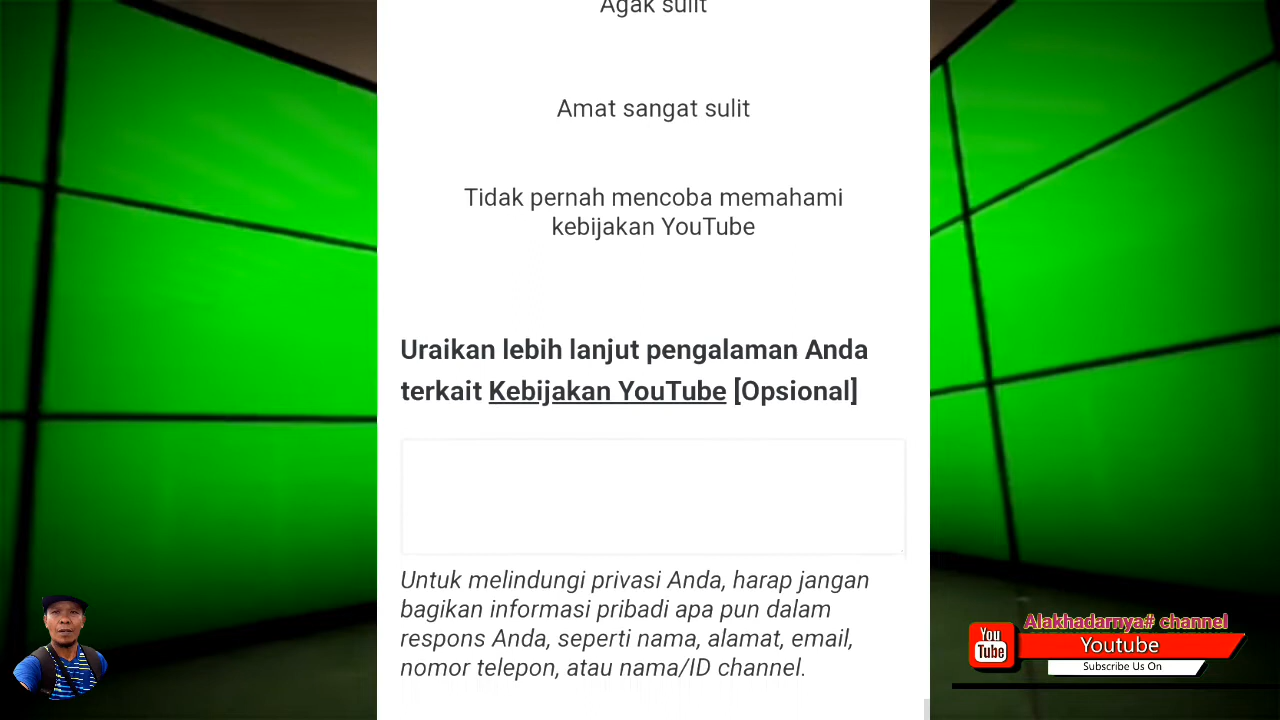 Agak sulit
Amat sangat sulit
Tidak pernah mencoba memahami
kebijakan YouTube
Uraikan lebih lanjut pengalaman Anda
terkait Kebijakan YouTube [Opsional]
Untuk melindungi privasi Anda, harap jangan
bagikan informasi pribadi apa pun dalam
respons Anda, seperti nama, alamat, email,
nomor telepon, atau nama/ID channel.
Alakhadarnya# channel
You
Tube
Youtube
Subscribe Us On